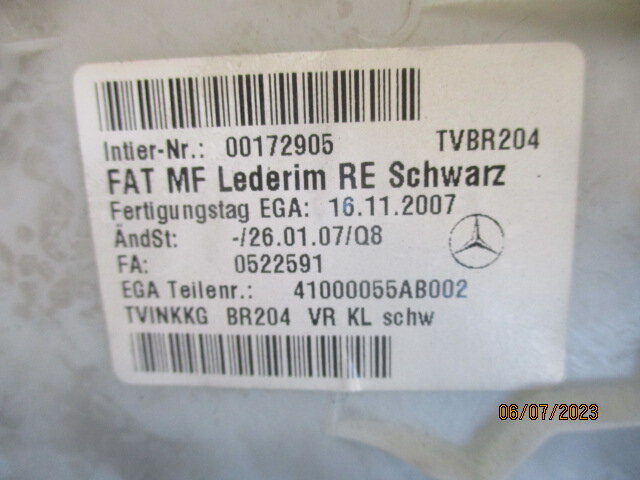 Intier-Nr.: 00172905 TVBR204
FAT MF Lederim RE Schwarz
Fertigungstag EGA: 16.11.2007
ÄndSt: -/26.01.07/Q8
FA: 0522591
EGA Teilenr.: 41000055AB002
TVINKKG BR204 VR KL schw
06/07/2023